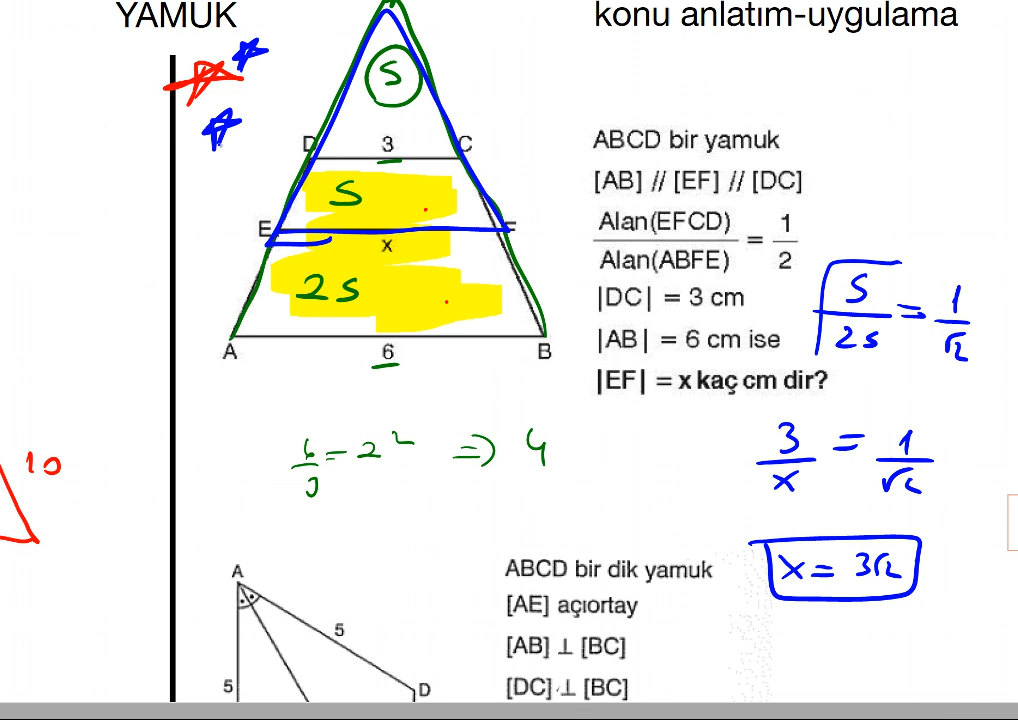 YAMUK
konu anlatım-uygulama
S
D
3
C
S
E
F
x
2S
A
6
B
ABCD bir yamuk
[AB] // [EF] // [DC]
Alan(EFCD)
Alan(ABFE)
=
1
2
|DC| = 3 cm
|AB| = 6 cm ise
|EF| = x kaç cm dir?
√S/2S = 1/√2
6/3 = 2² ⇒ 4
3/x = 1/√2
x = 3√2
10
A
5
5
D
ABCD bir dik yamuk
[AE] açıortay
[AB] ⊥ [BC]
[DC] ⊥ [BC]